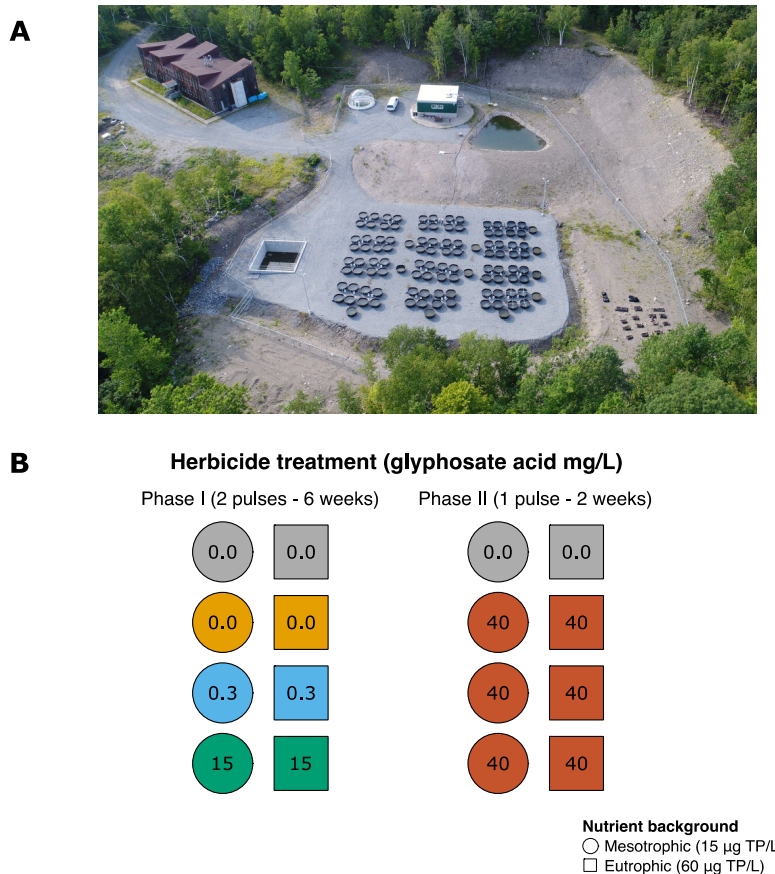 A
B
Herbicide treatment (glyphosate acid mg/L)
Phase I (2 pulses - 6 weeks) Phase II (1 pulse - 2 weeks)
0.0 0.0 0.0 0.0
0.0 0.0 40 40
0.3 0.3 40 40
15 15 40 40
Nutrient background
Mesotrophic (15 µg TP/L
Eutrophic (60 µg TP/L)